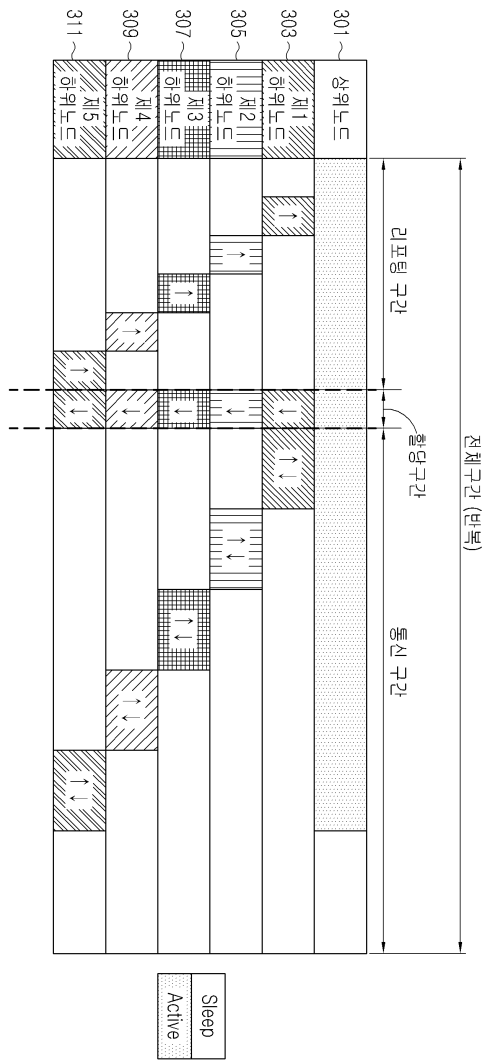 전체구간 (반복)
리포팅 구간
할당구간
통신 구간
301
상위노드
303
제1
하위노드
305
제2
하위노드
307
제3
하위노드
309
제4
하위노드
311
제5
하위노드
Sleep
Active